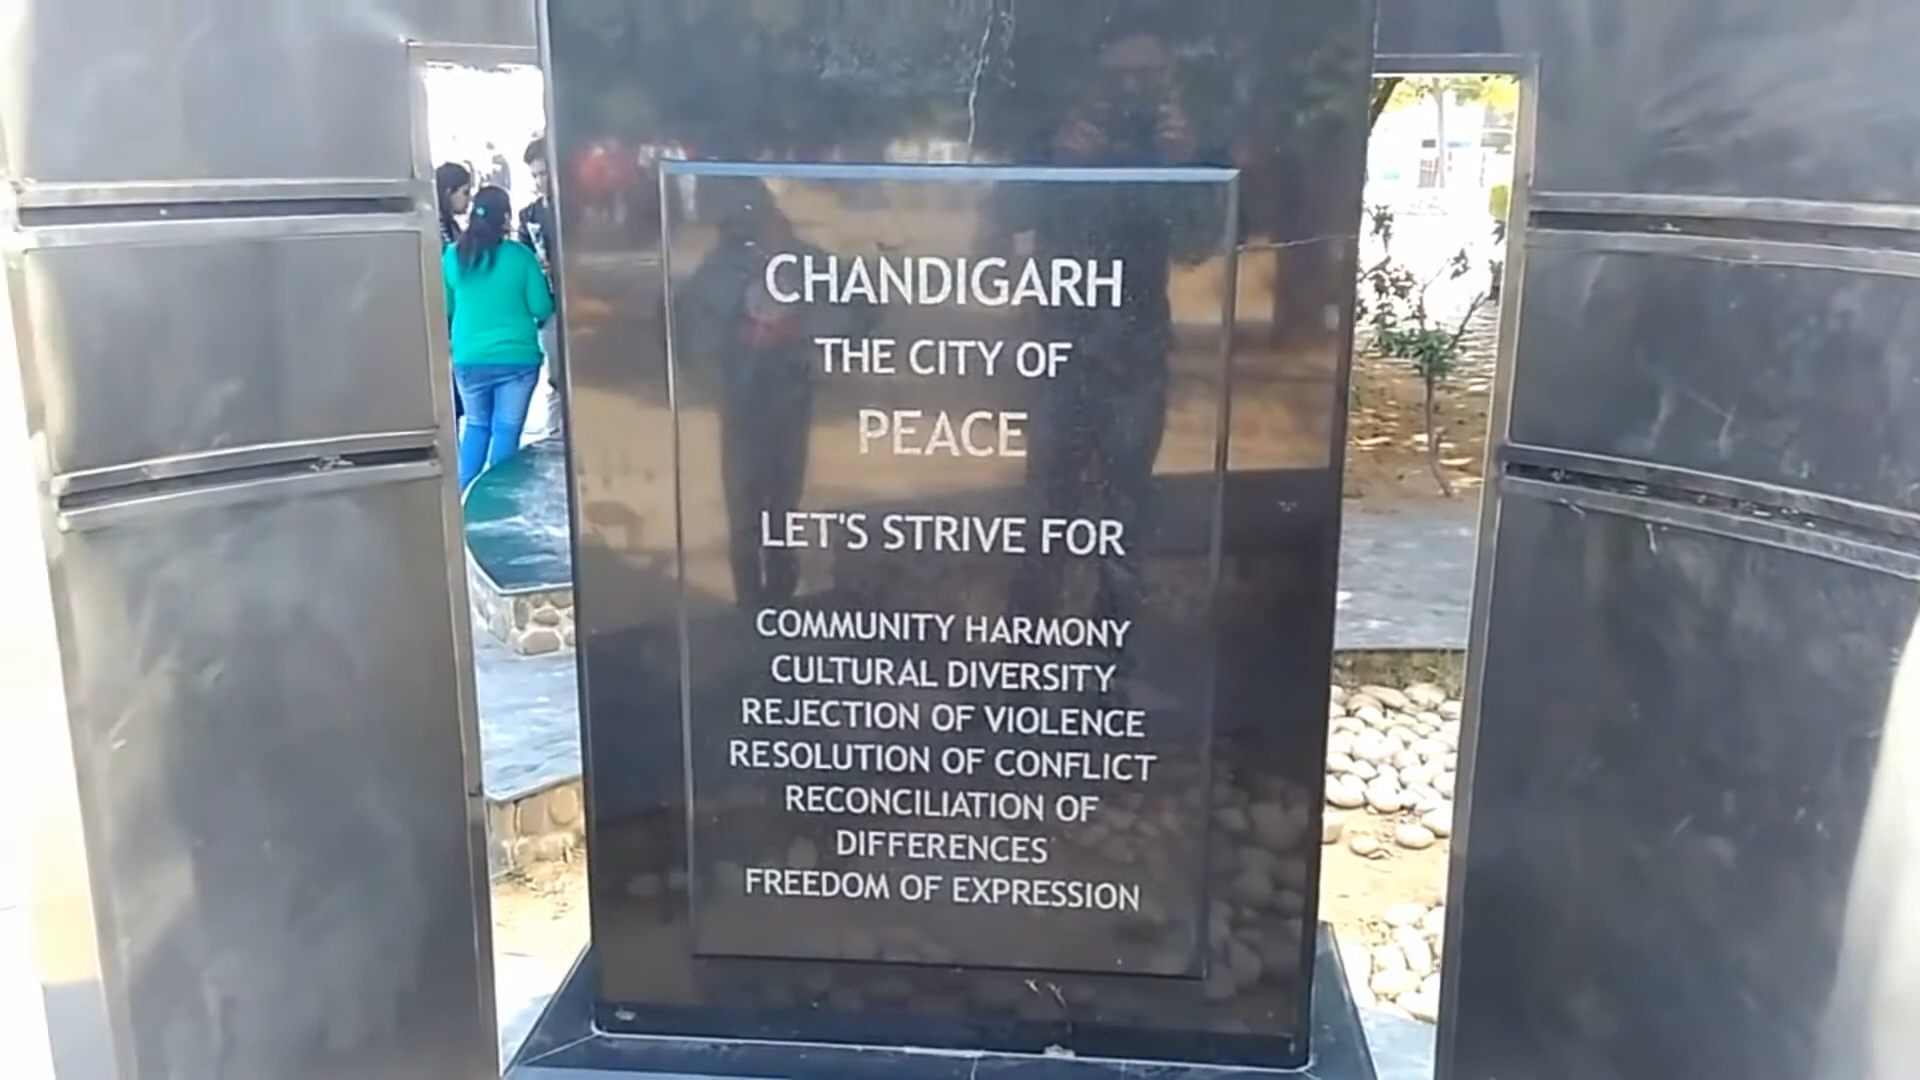 CHANDIGARH
THE CITY OF
PEACE
LET'S STRIVE FOR
COMMUNITY HARMONY
CULTURAL DIVERSITY
REJECTION OF VIOLENCE
RESOLUTION OF CONFLICT
RECONCILIATION OF
DIFFERENCES
FREEDOM OF EXPRESSION